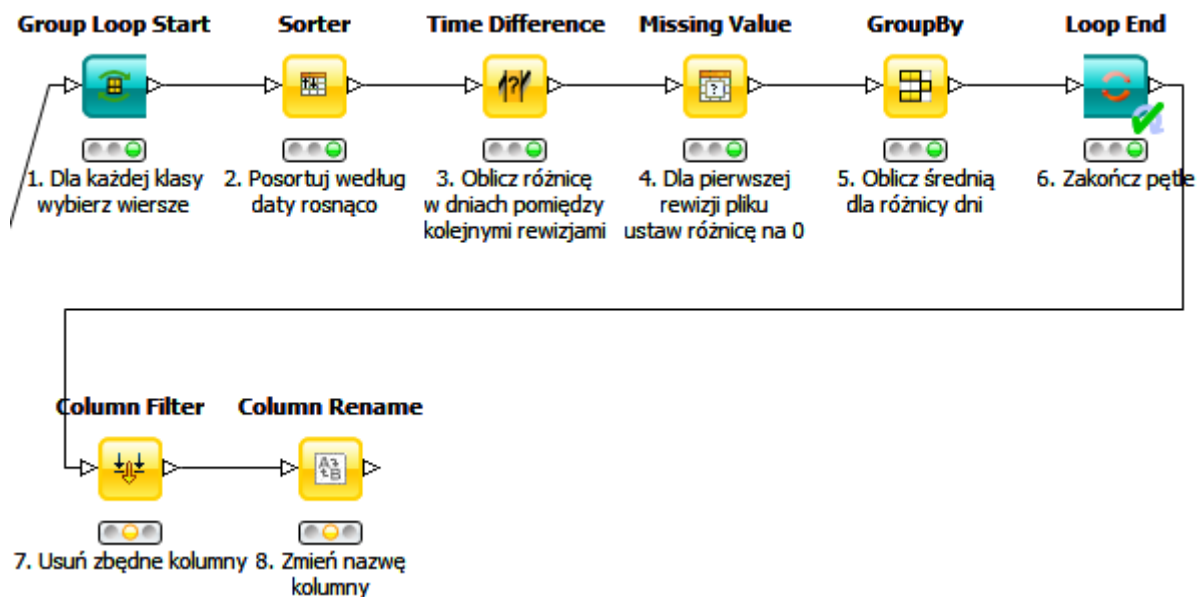 Group Loop Start Sorter Time Difference Missing Value GroupBy Loop End
1. Dla każdej klasy
wybierz wiersze
2. Posortuj według
daty rosnąco
3. Oblicz różnicę
w dniach pomiędzy
kolejnymi rewizjami
4. Dla pierwszej
rewizji pliku
ustaw różnicę na 0
5. Oblicz średnią
dla różnicy dni
6. Zakończ pętle
Column Filter Column Rename
7. Usuń zbędne kolumny
8. Zmień nazwę
kolumny